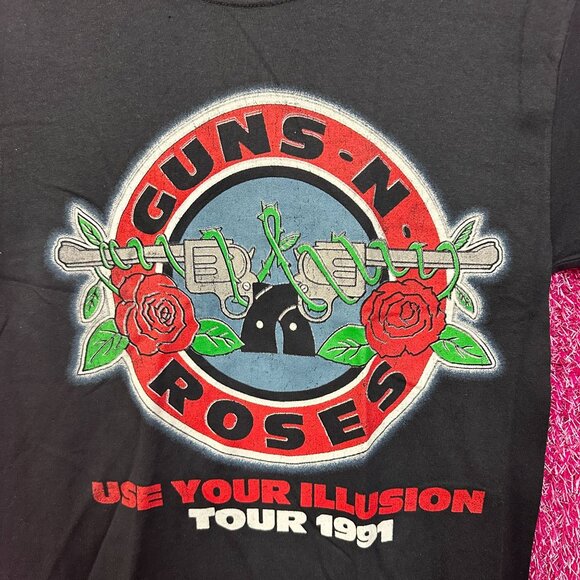 GUNS · N ·
ROSES
USE YOUR ILLUSION
TOUR 1991